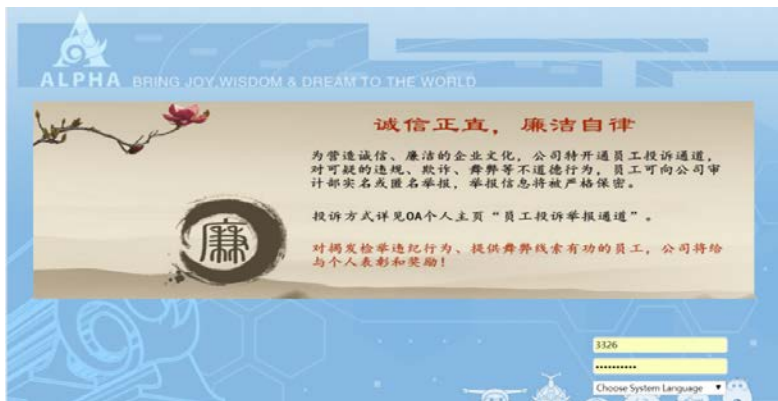 ALPHA BRING JOY,WISDOM & DREAM TO THE WORLD
诚信正直，廉洁自律
为营造诚信、廉洁的企业文化，公司特开通员工投诉通道，
对可疑的违规、欺诈、舞弊等不道德行为，员工可向公司审
计部实名或匿名举报，举报信息将被严格保密。
投诉方式详见OA个人主页“员工投诉举报通道”。
廉
对揭发检举违纪行为、提供舞弊线索有功的员工，公司将给
与个人表彰和奖励！
3326
••••••••••
Choose System Language